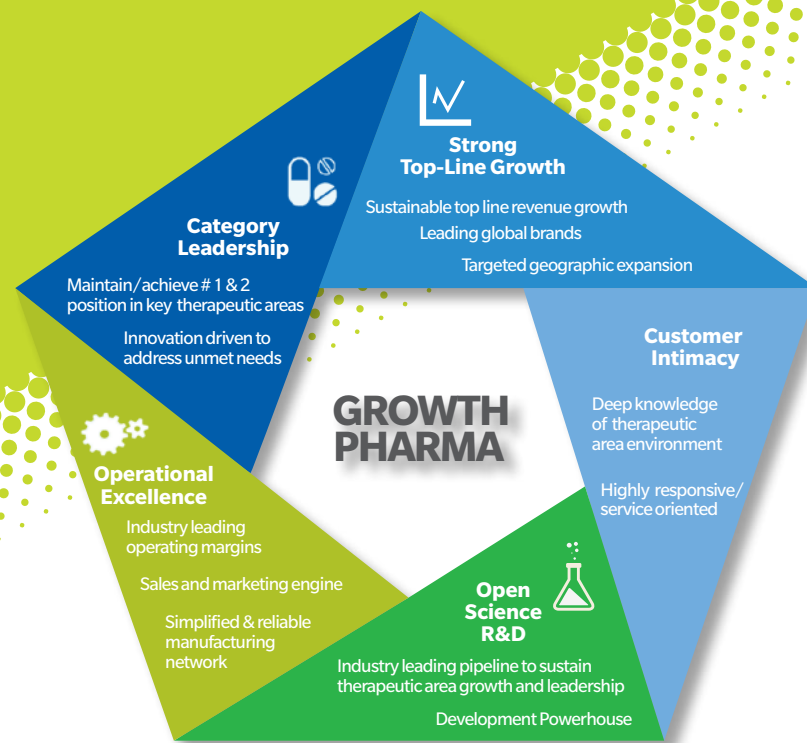 Strong
Top-Line Growth
Sustainable top line revenue growth
Leading global brands
Targeted geographic expansion
Category
Leadership
Maintain/achieve # 1 & 2
position in key therapeutic areas
Innovation driven to
address unmet needs
Customer
Intimacy
Deep knowledge
of therapeutic
area environment
Highly responsive/
service oriented
GROWTH
PHARMA
Operational
Excellence
Industry leading
operating margins
Sales and marketing engine
Simplified & reliable
manufacturing
network
Open
Science
R&D
Industry leading pipeline to sustain
therapeutic area growth and leadership
Development Powerhouse